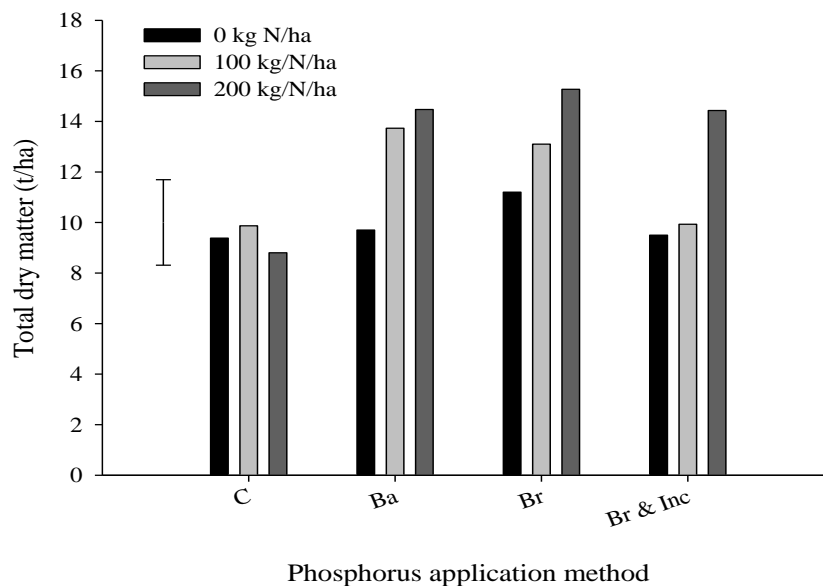 18
16
14
12
10
8
6
4
2
0
Total dry matter (t/ha)
0 kg N/ha
100 kg/N/ha
200 kg/N/ha
C
Ba
Br
Br & Inc
Phosphorus application method